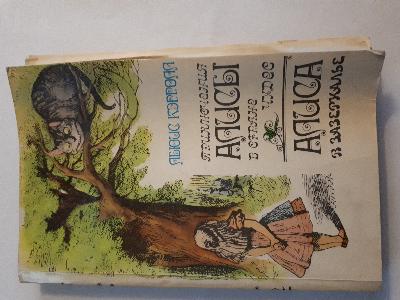 ЛЬЮИС КЭРРОЛЛ
ПРИКЛЮЧЕНИЯ
АЛИСЫ
В СТРАНЕ
ЧУДЕС
АЛИСА
В ЗАЗЕРКАЛЬЕ